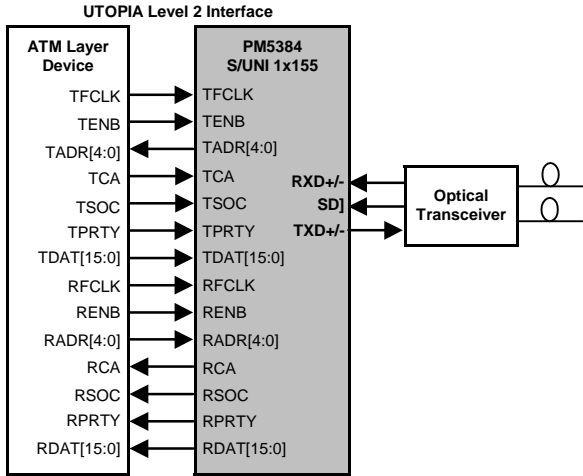 UTOPIA Level 2 Interface
ATM Layer
Device
PM5384
S/UNI 1x155
TFCLK
TFCLK
TENB
TENB
TADR[4:0]
TADR[4:0]
TCA
TCA
TSOC
TSOC
TPRTY
TPRTY
TDAT[15:0]
TDAT[15:0]
RFCLK
RFCLK
RENB
RENB
RADR[4:0]
RADR[4:0]
RCA
RCA
RSOC
RSOC
RPRTY
RPRTY
RDAT[15:0]
RDAT[15:0]
RXD+/-
SD]
TXD+/-
Optical
Transceiver